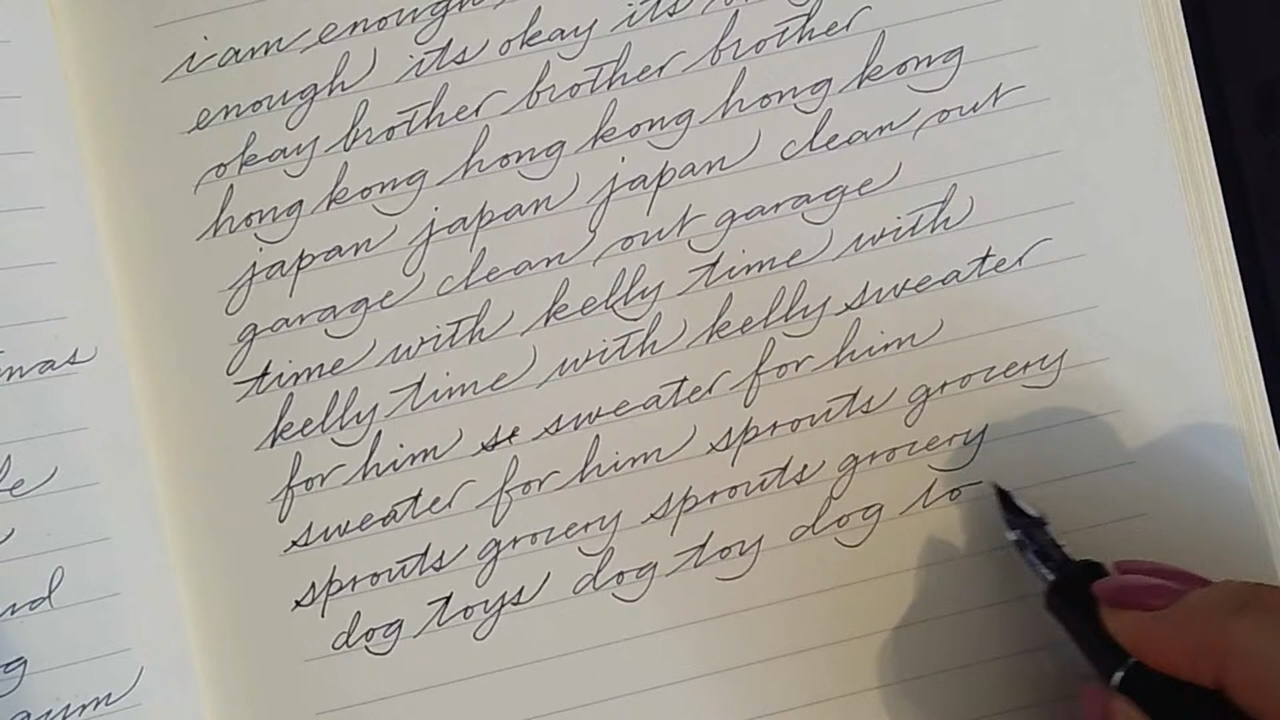 i am enough
enough its okay its
okay brother brother brother
hong kong hong kong hong kong
japan japan japan clean out
garage clean out garage
time with kelly time with
kelly time with kelly sweater
for him se sweater for him
sweater for him sprouts grocery
sprouts grocery sprouts grocery
dog toys dog toy dog to